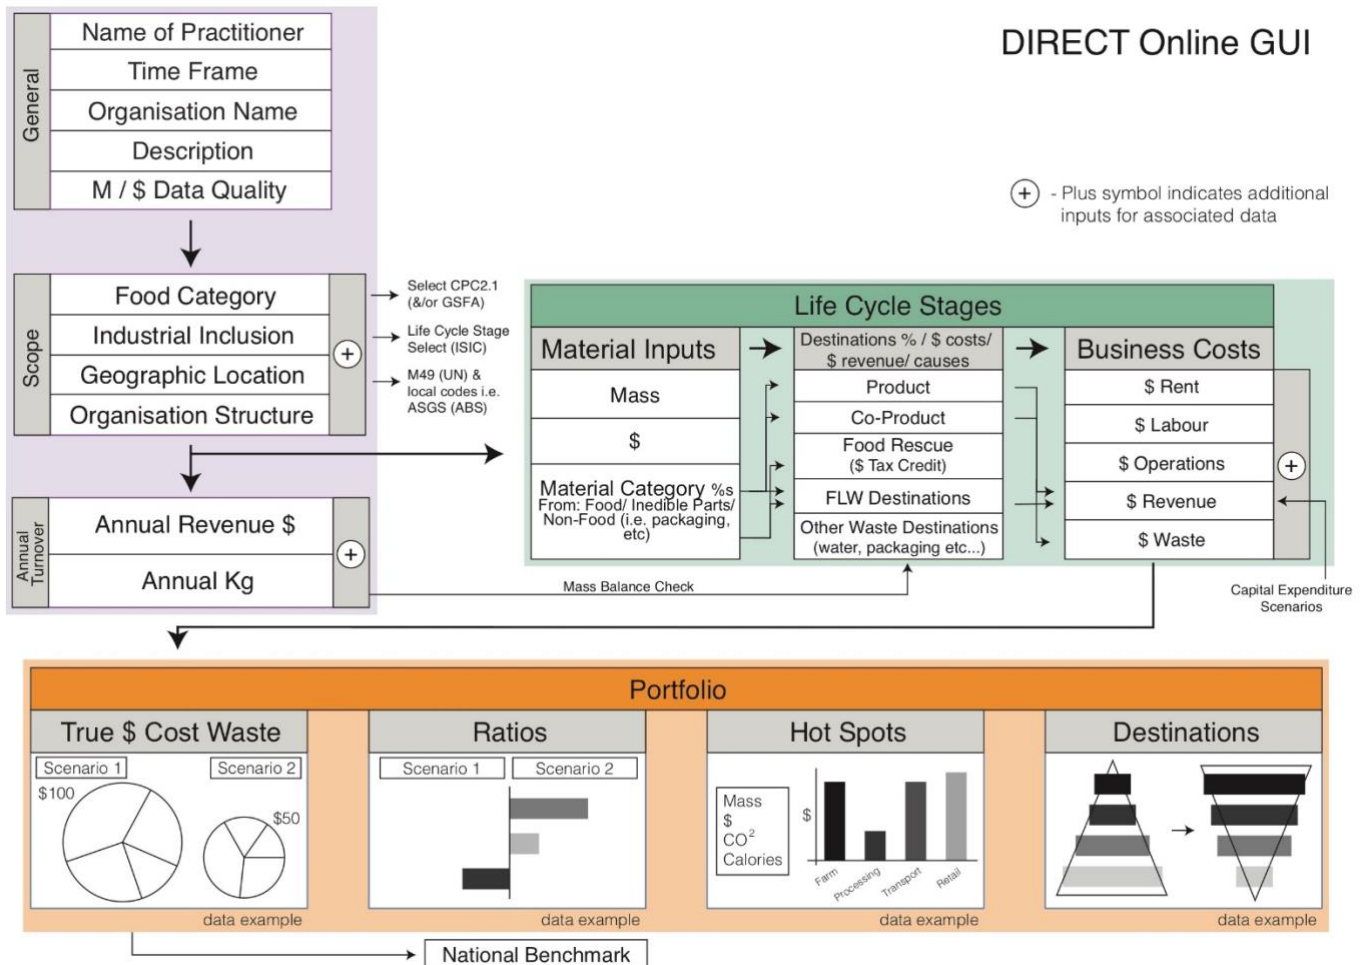 DIRECT Online GUI
+ - Plus symbol indicates additional
inputs for associated data
General
Name of Practitioner
Time Frame
Organisation Name
Description
M / $ Data Quality
Scope
Food Category
Industrial Inclusion
Geographic Location
Organisation Structure
+
Select CPC2.1
(&/or GSFA)
Life Cycle Stage
Select (ISIC)
M49 (UN) &
local codes i.e.
ASGS (ABS)
Annual
Turnover
Annual Revenue $
Annual Kg
+
Mass Balance Check
Life Cycle Stages
Material Inputs
Mass
$
Material Category %s
From: Food/ Inedible Parts/
Non-Food (i.e. packaging,
etc)
Destinations % / $ costs/
$ revenue/ causes
Product
Co-Product
Food Rescue
($ Tax Credit)
FLW Destinations
Other Waste Destinations
(water, packaging etc...)
Business Costs
$ Rent
$ Labour
$ Operations
$ Revenue
$ Waste
+
Capital Expenditure
Scenarios
Portfolio
True $ Cost Waste
Scenario 1
Scenario 2
$100
$50
data example
Ratios
Scenario 1
Scenario 2
data example
Hot Spots
Mass
$
CO²
Calories
$
Farm
Processing
Transport
Retail
data example
Destinations
data example
National Benchmark